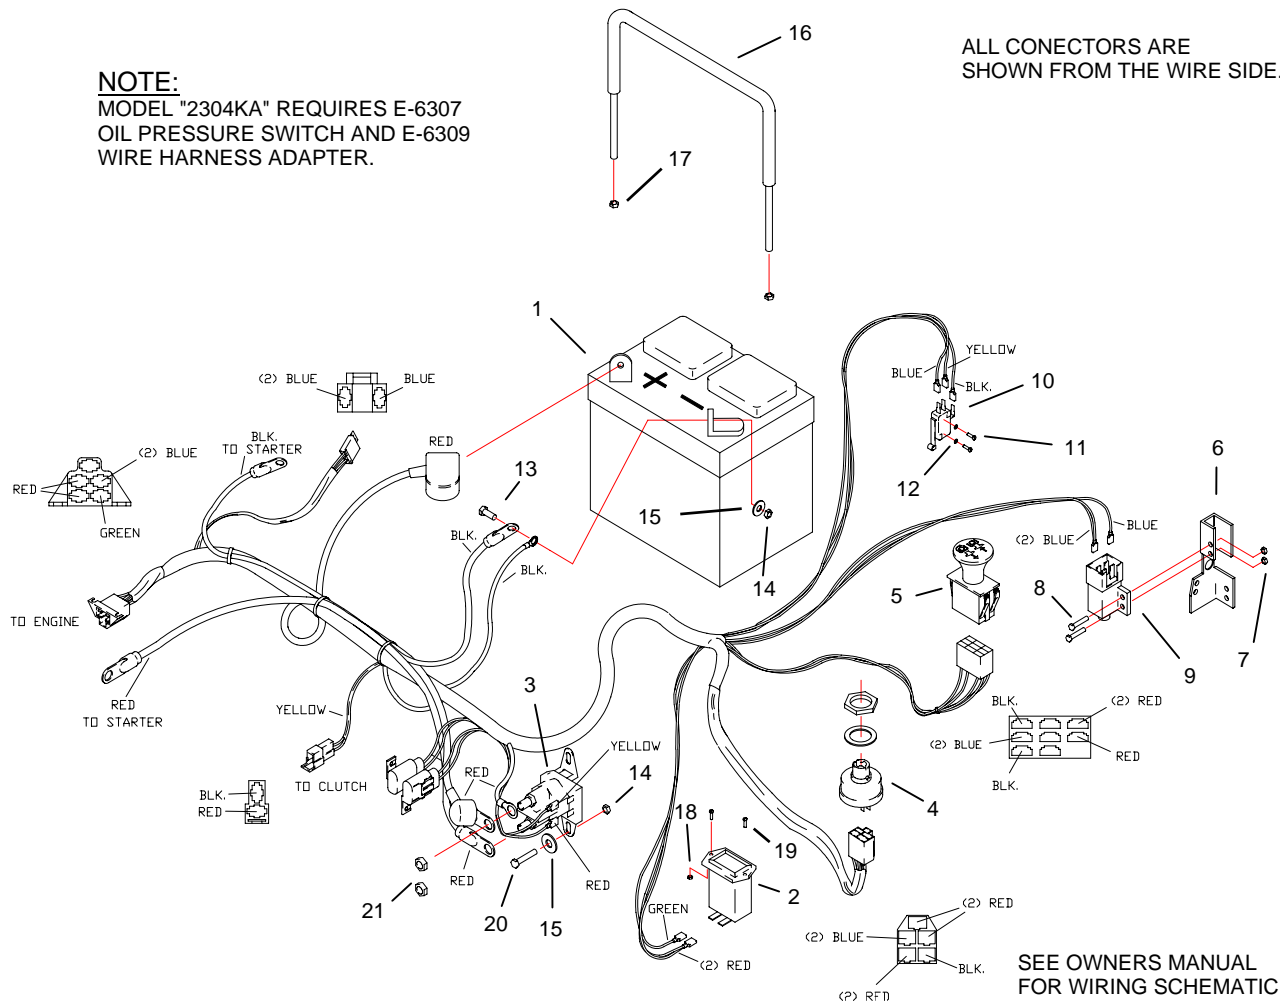 16
ALL CONECTORS ARE
SHOWN FROM THE WIRE SIDE.
NOTE:
MODEL "2304KA" REQUIRES E-6307
OIL PRESSURE SWITCH AND E-6309
WIRE HARNESS ADAPTER.
17
1
YELLOW
BLUE
BLK.
10
(2) BLUE
BLUE
RED
BLK.
TO STARTER
(2) BLUE
RED
GREEN
13
11
6
12
15
BLK.
BLK.
(2) BLUE
BLUE
14
5
8
9
7
TO ENGINE
RED
TO STARTER
YELLOW
3
YELLOW
BLK.
(2) RED
(2) BLUE
RED
BLK.
TO CLUTCH
RED
14
BLK.
RED
4
18
19
RED
RED
21
20
15
2
GREEN
(2) RED
(2) RED
(2) BLUE
BLK.
(2) RED
SEE OWNERS MANUAL
FOR WIRING SCHEMATIC